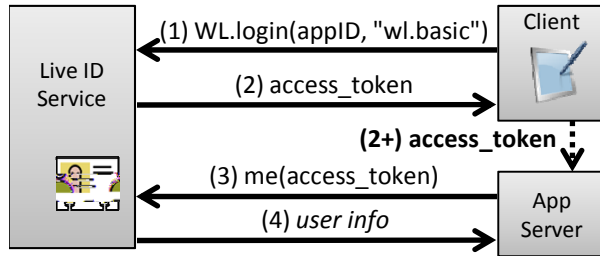 (1) WL.login(appID, "wl.basic")
Client
Live ID
Service
(2) access_token
(2+) access_token
(3) me(access_token)
(4) user info
App
Server